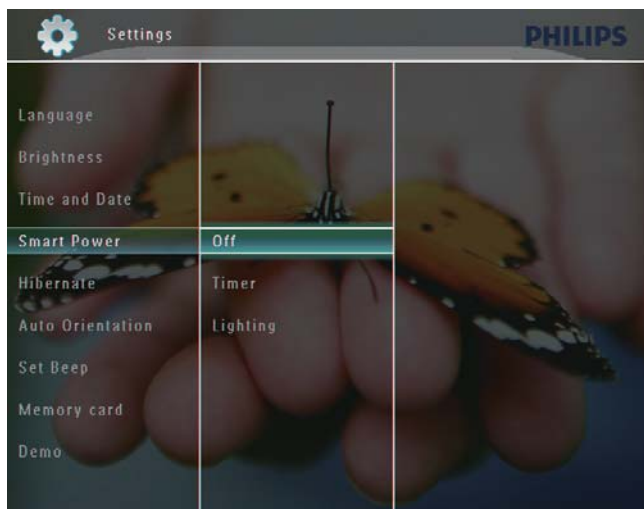 Settings
PHILIPS
Language
Brightness
Time and Date
Smart Power
Hibernate
Auto Orientation
Set Beep
Memory card
Demo
Off
Timer
Lighting